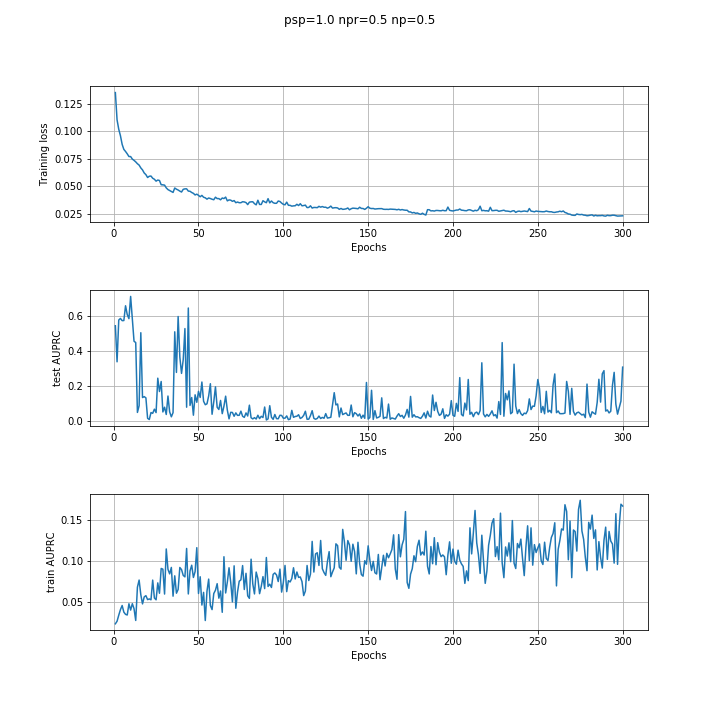 psp=1.0 npr=0.5 np=0.5
0.125
0.100
0.075
0.050
0.025
Training loss
0 50 100 150 200 250 300
Epochs
0.6
0.4
0.2
0.0
test AUPRC
0 50 100 150 200 250 300
Epochs
0.15
0.10
0.05
train AUPRC
0 50 100 150 200 250 300
Epochs